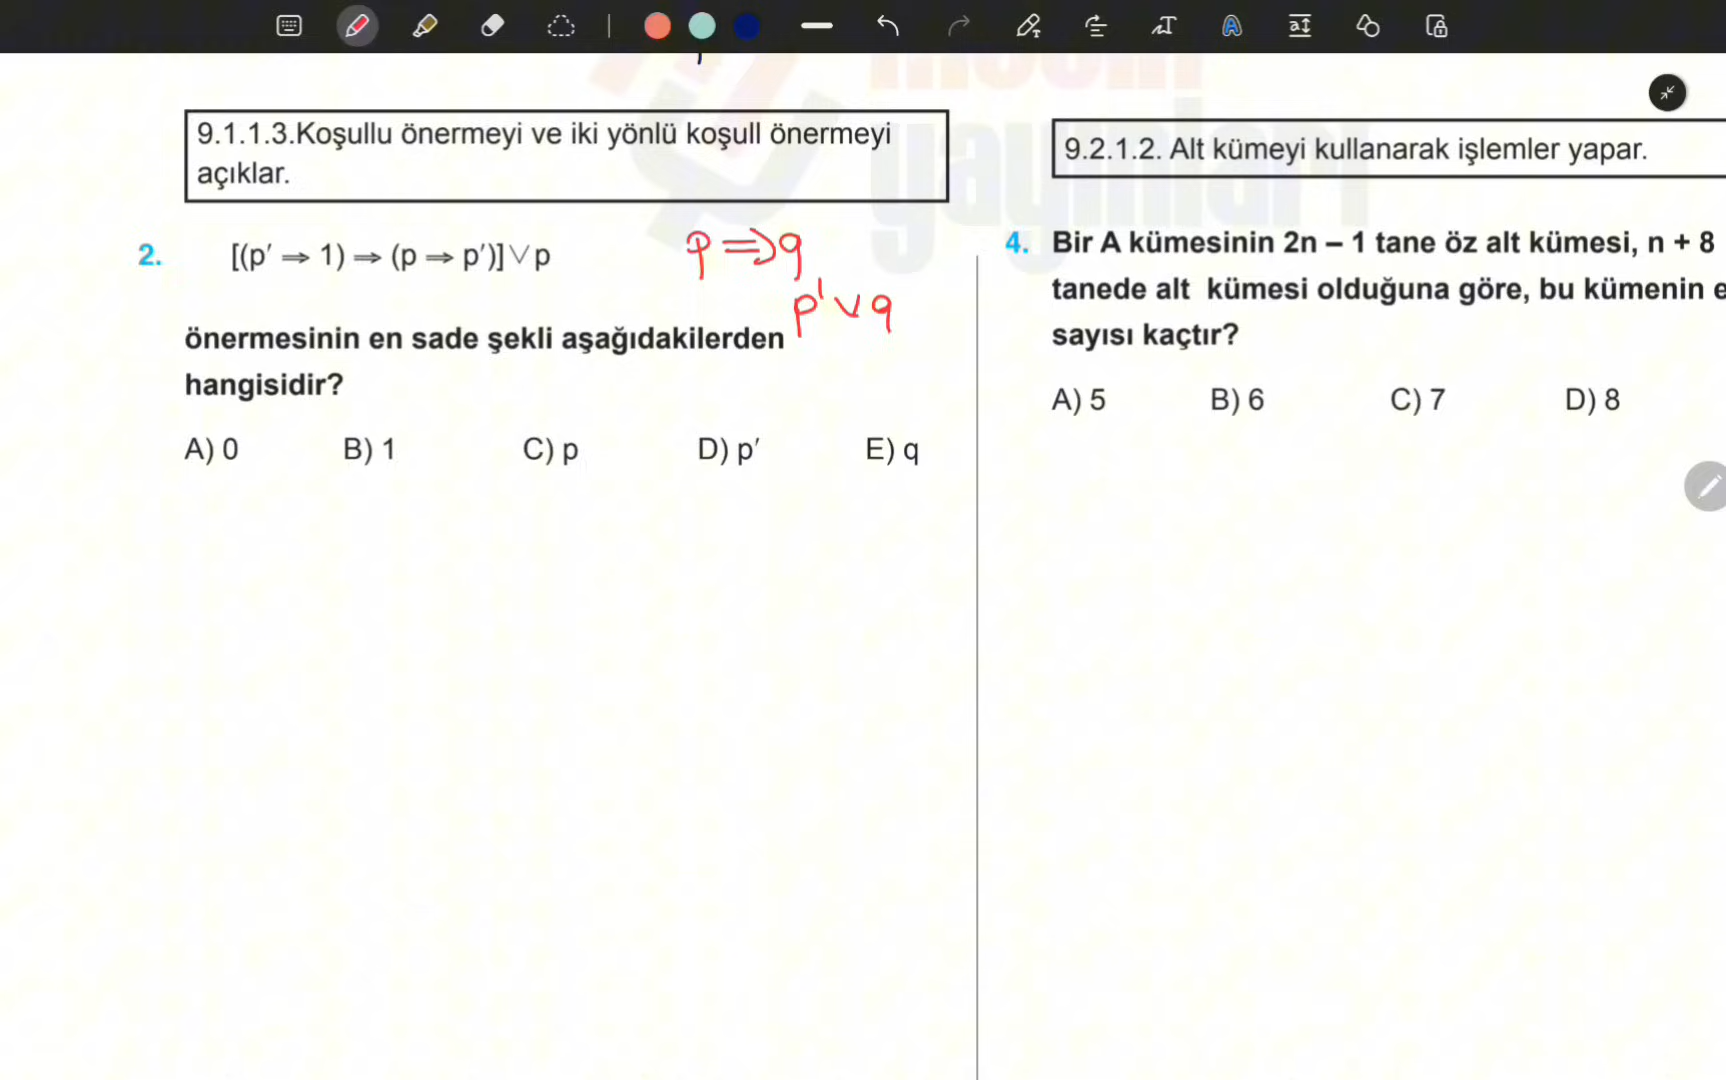 9.1.1.3.Koşullu önermeyi ve iki yönlü koşull önermeyi
açıklar.
2. [(p′ ⇒ 1) ⇒ (p ⇒ p′)] ∨ p
p ⇒ q
p' ∨ q
önermesinin en sade şekli aşağıdakilerden
hangisidir?
A) 0 B) 1 C) p D) p′ E) q
9.2.1.2. Alt kümeyi kullanarak işlemler yapar.
4. Bir A kümesinin 2n – 1 tane öz alt kümesi, n + 8
tanede alt kümesi olduğuna göre, bu kümenin e
sayısı kaçtır?
A) 5 B) 6 C) 7 D) 8
yayınları